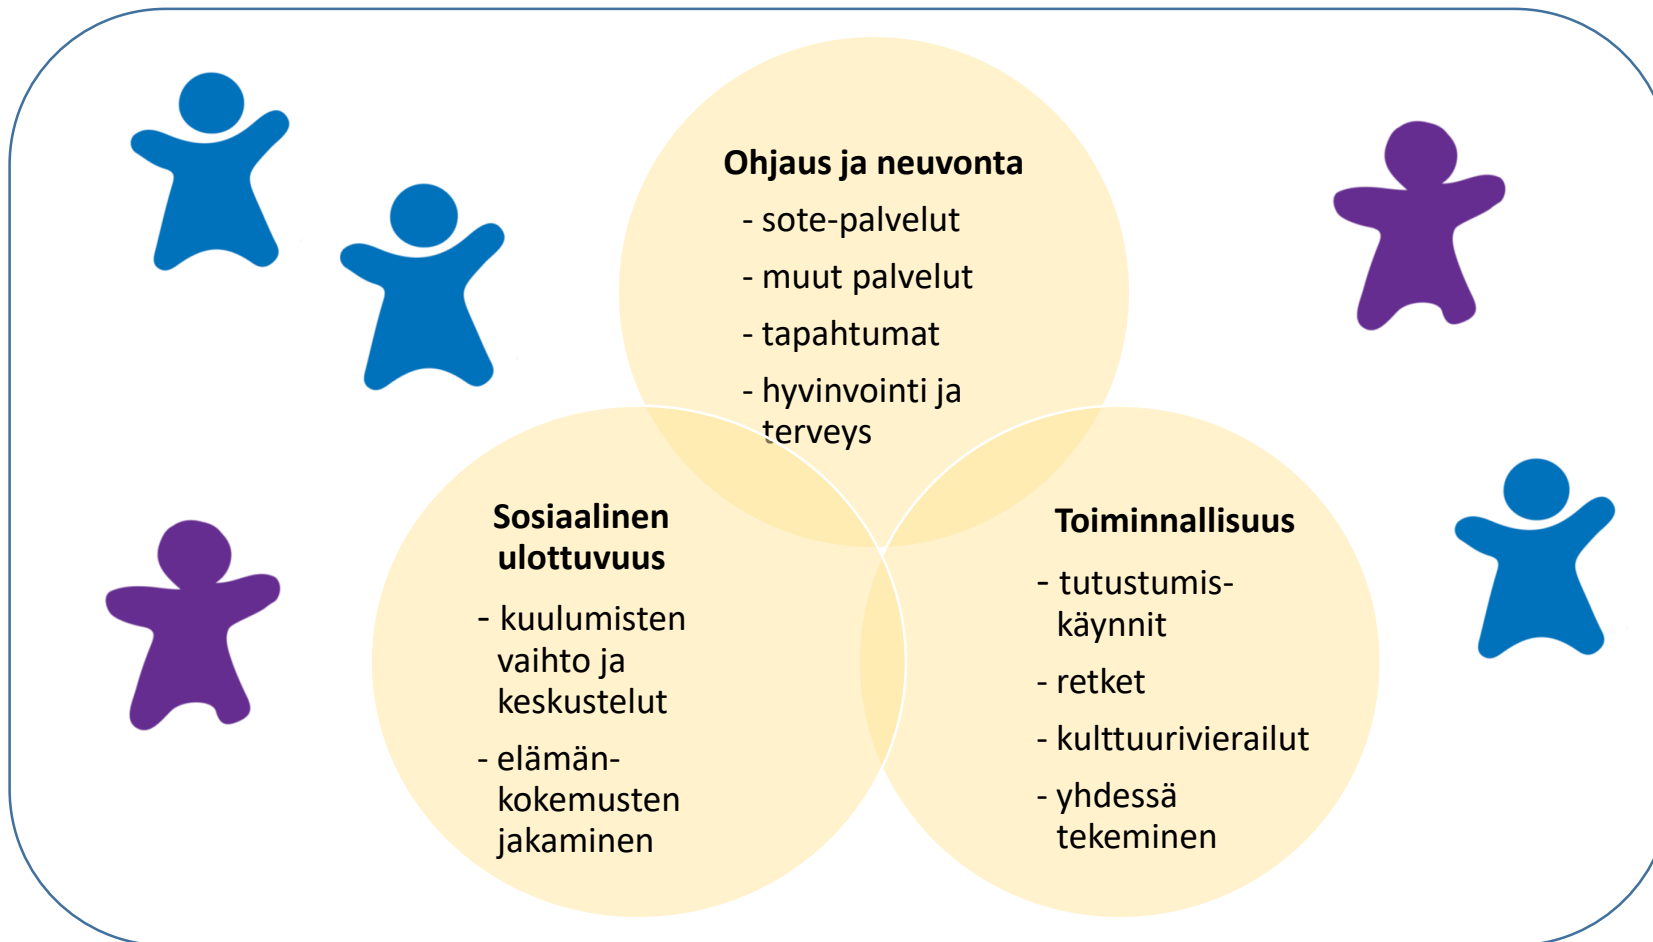 Ohjaus ja neuvonta
- sote-palvelut
- muut palvelut
- tapahtumat
- hyvinvointi ja
terveys
Sosiaalinen
ulottuvuus
- kuulumisten
vaihto ja
keskustelut
- elämän-
kokemusten
jakaminen
Toiminnallisuus
- tutustumis-
käynnit
- retket
- kulttuurivierailut
- yhdessä
tekeminen